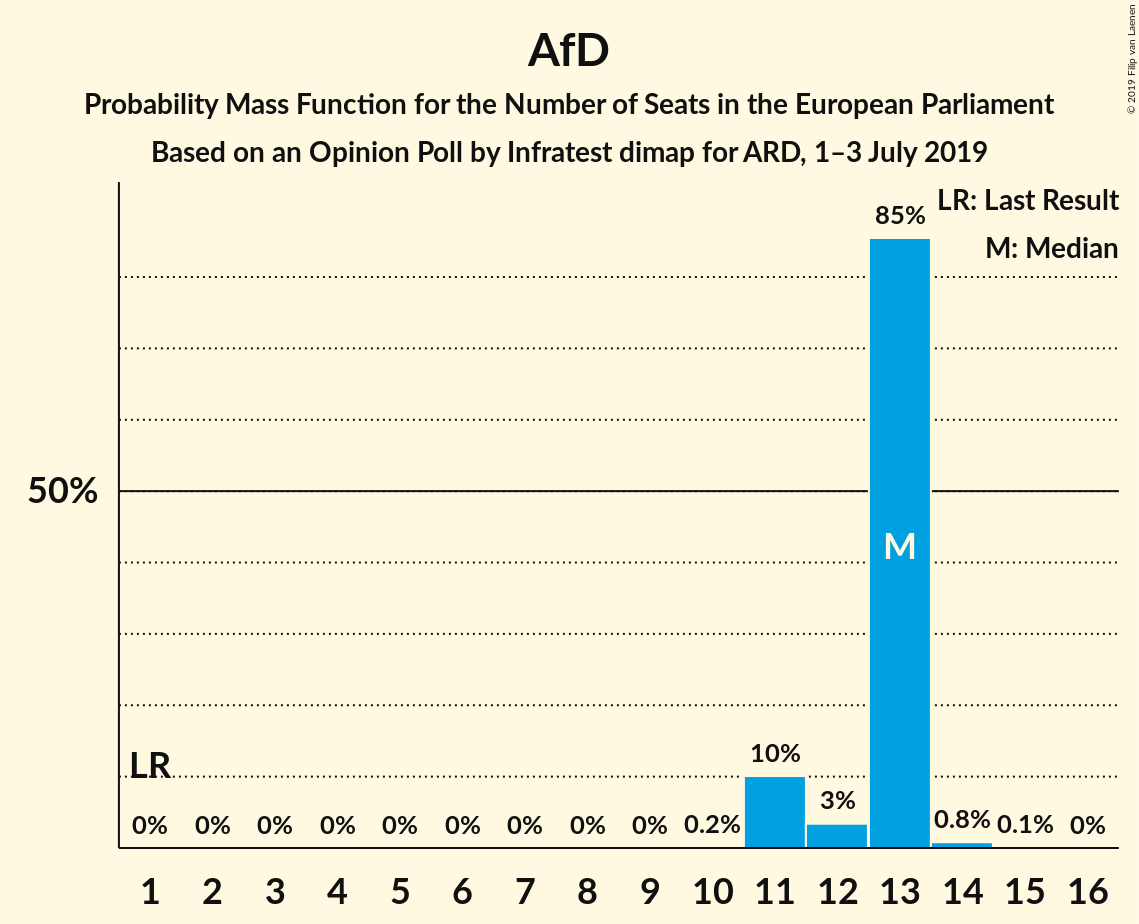 AfD
Probability Mass Function for the Number of Seats in the European Parliament
Based on an Opinion Poll by Infratest dimap for ARD, 1–3 July 2019
© 2019 Filip van Laenen
LR: Last Result
M: Median
85%
50%
M
LR
10%
3%
0% 0% 0% 0% 0% 0% 0% 0% 0% 0.2% 0.8% 0.1% 0%
1 2 3 4 5 6 7 8 9 10 11 12 13 14 15 16